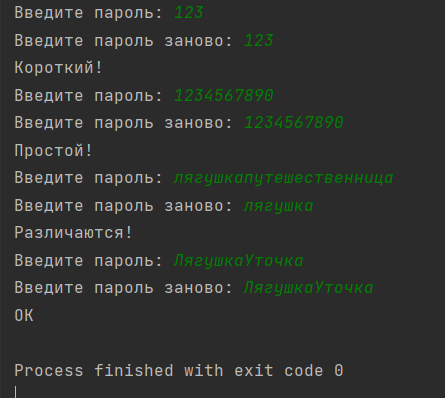 Введите пароль: 123
Введите пароль заново: 123
Короткий!
Введите пароль: 1234567890
Введите пароль заново: 1234567890
Простой!
Введите пароль: лягушкапутешественница
Введите пароль заново: лягушка
Различаются!
Введите пароль: ЛягушкаУточка
Введите пароль заново: ЛягушкаУточка
ОК

Process finished with exit code 0